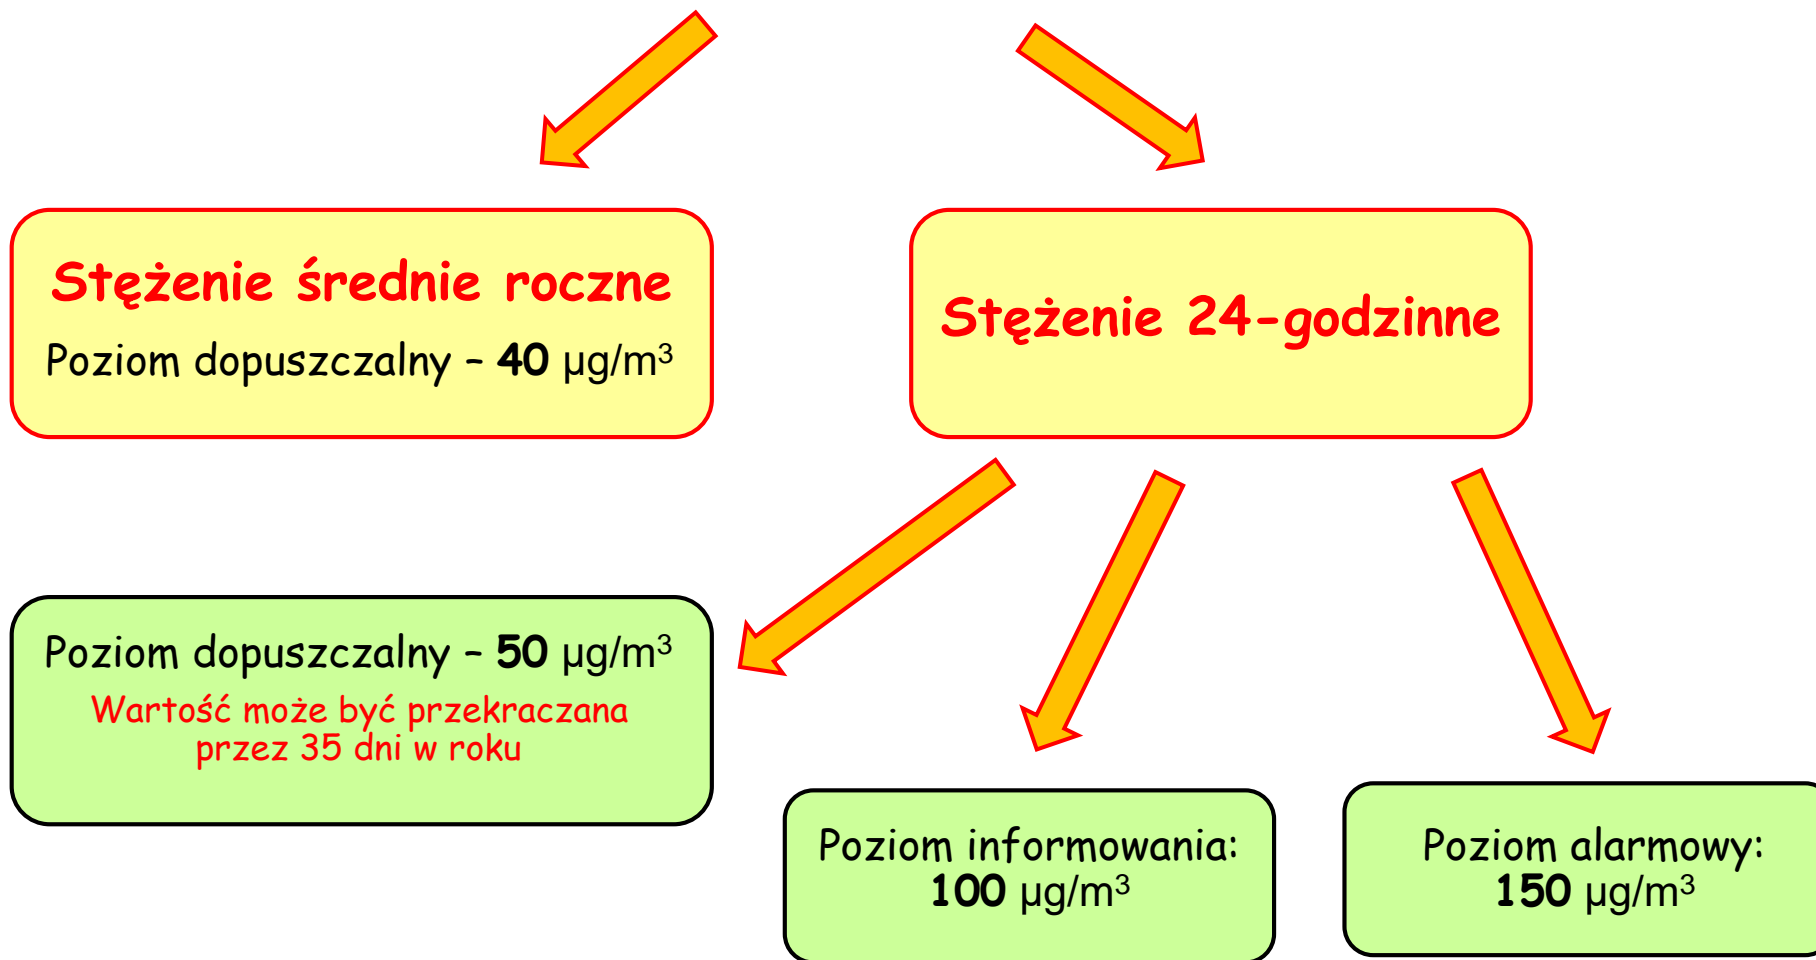 Stężenie średnie roczne
Poziom dopuszczalny – 40 µg/m³
Stężenie 24-godzinne
Poziom dopuszczalny – 50 µg/m³
Wartość może być przekraczana
przez 35 dni w roku
Poziom informowania:
100 µg/m³
Poziom alarmowy:
150 µg/m³